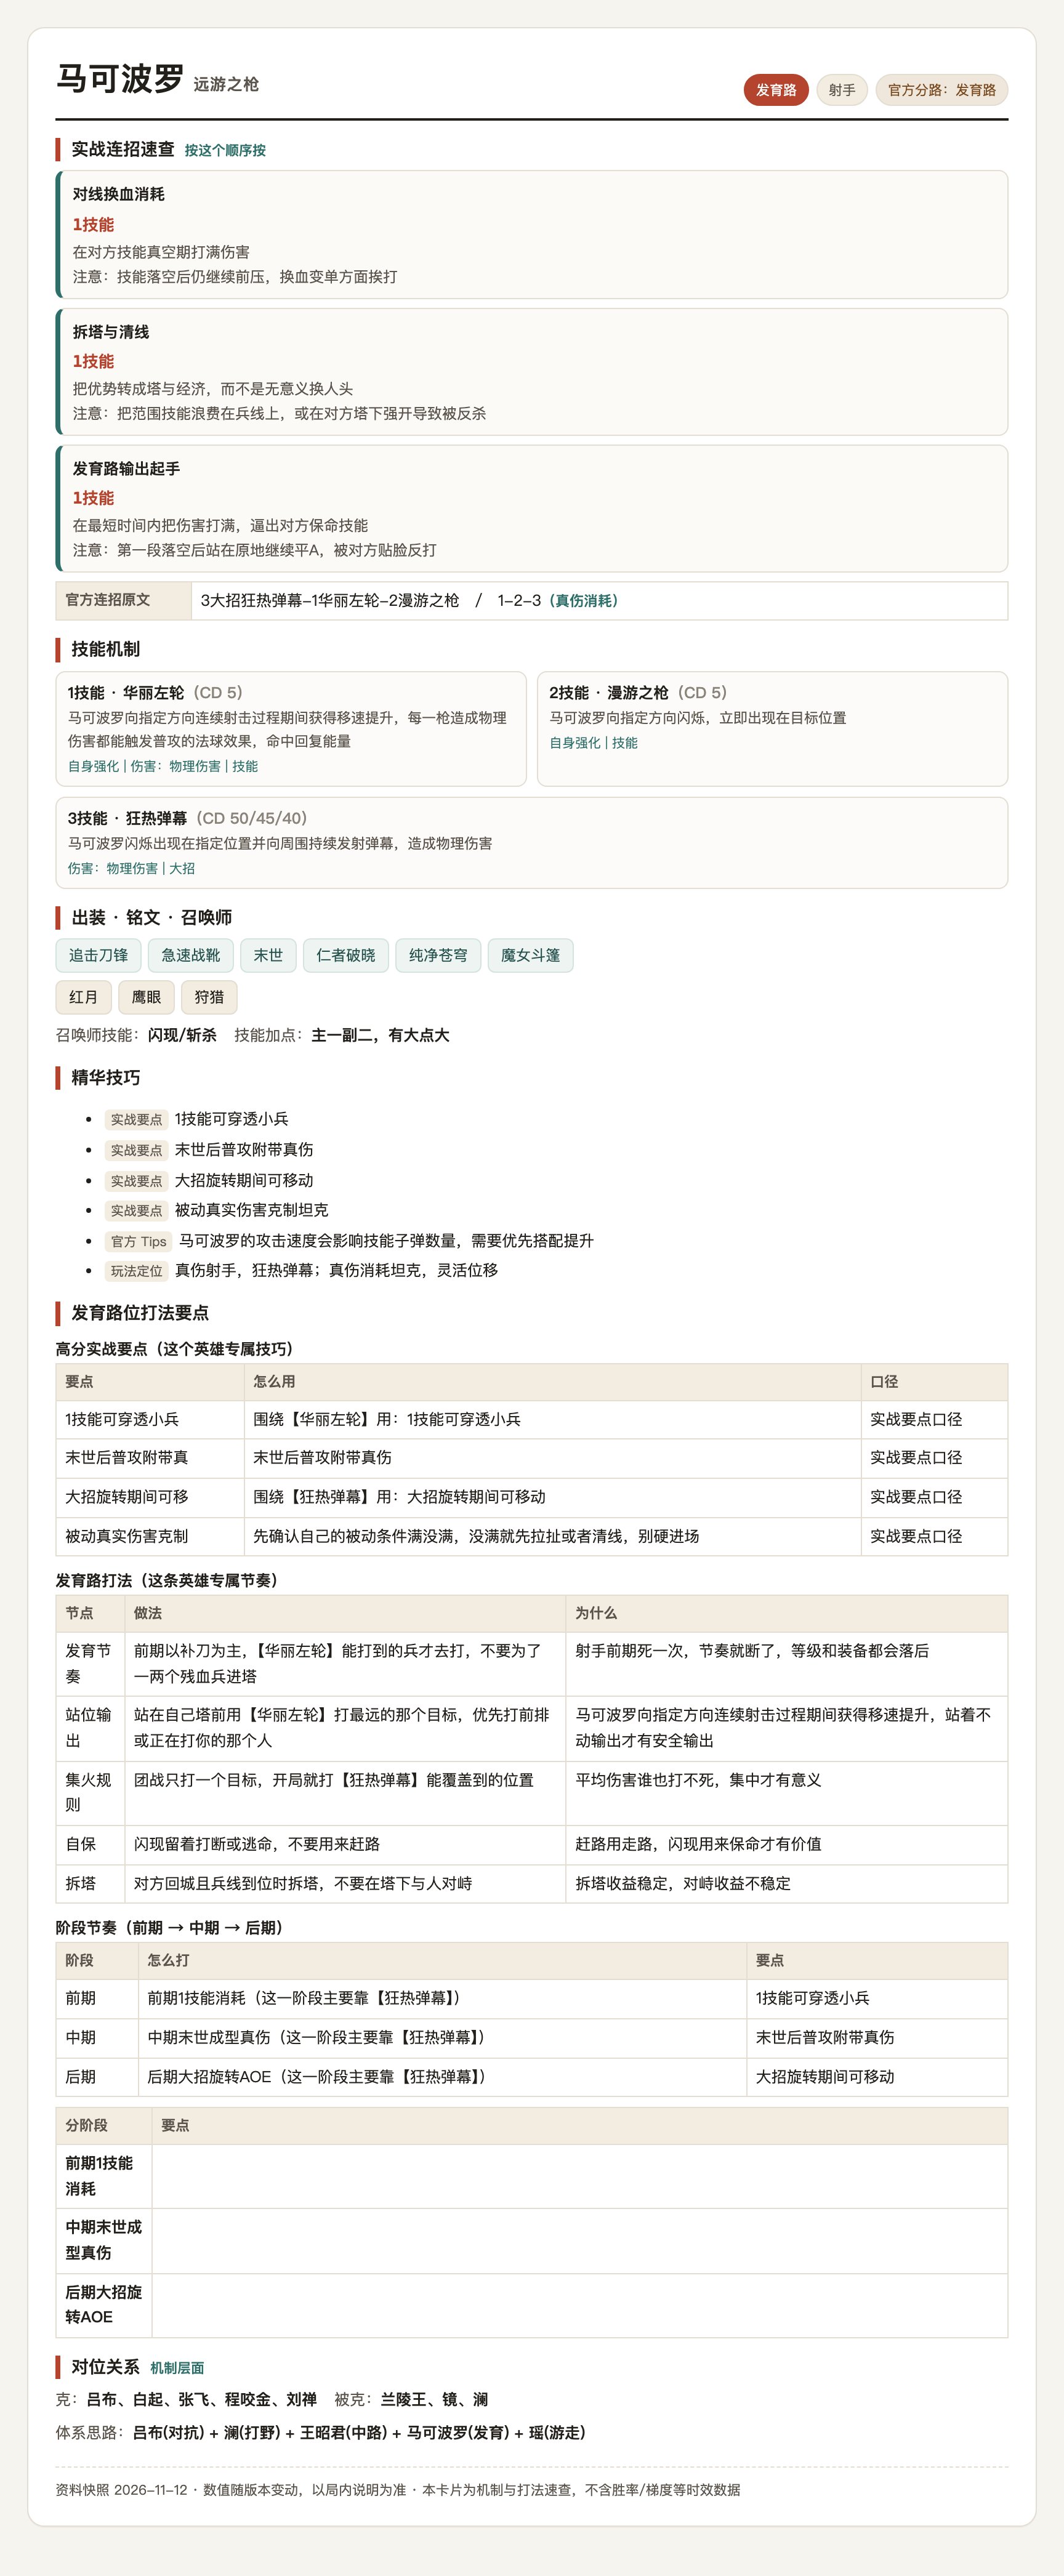 马可波罗 远游之枪
发育路 射手 官方分路：发育路
实战连招速查 按这个顺序按
对线换血消耗
1技能
在对方技能真空期打满伤害
注意：技能落空后仍继续前压，换血变单方面挨打
拆塔与清线
1技能
把优势转成塔与经济，而不是无意义换人头
注意：把范围技能浪费在兵线上，或在对方塔下强开导致被反杀
发育路输出起手
1技能
在最短时间内把伤害打满，逼出对方保命技能
注意：第一段落空后站在原地继续平A，被对方贴脸反打
官方连招原文 3大招狂热弹幕-1华丽左轮-2漫游之枪 / 1-2-3（真伤消耗）
技能机制
1技能 · 华丽左轮（CD 5）
马可波罗向指定方向连续射击过程期间获得移速提升，每一枪造成物理
伤害都能触发普攻的法球效果，命中回复能量
自身强化 | 伤害：物理伤害 | 技能
2技能 · 漫游之枪（CD 5）
马可波罗向指定方向闪烁，立即出现在目标位置
自身强化 | 技能
3技能 · 狂热弹幕（CD 50/45/40）
马可波罗闪烁出现在指定位置并向周围持续发射弹幕，造成物理伤害
伤害：物理伤害 | 大招
出装 · 铭文 · 召唤师
追击刀锋 急速战靴 末世 仁者破晓 纯净苍穹 魔女斗篷
红月 鹰眼 狩猎
召唤师技能：闪现/斩杀 技能加点：主一副二，有大点大
精华技巧
• 实战要点 1技能可穿透小兵
• 实战要点 末世后普攻附带真伤
• 实战要点 大招旋转期间可移动
• 实战要点 被动真实伤害克制坦克
• 官方 Tips 马可波罗的攻击速度会影响技能子弹数量，需要优先搭配提升
• 玩法定位 真伤射手，狂热弹幕；真伤消耗坦克，灵活位移
发育路位打法要点
高分实战要点（这个英雄专属技巧）
要点 怎么用 口径
1技能可穿透小兵 围绕【华丽左轮】用：1技能可穿透小兵 实战要点口径
末世后普攻附带真 末世后普攻附带真伤 实战要点口径
大招旋转期间可移 围绕【狂热弹幕】用：大招旋转期间可移动 实战要点口径
被动真实伤害克制 先确认自己的被动条件满没满，没满就先拉扯或者清线，别硬进场 实战要点口径
发育路打法（这条英雄专属节奏）
节点 做法 为什么
发育节
奏
前期以补刀为主，【华丽左轮】能打到的兵才去打，不要为了
一两个残血兵进塔
射手前期死一次，节奏就断了，等级和装备都会落后
站位输
出
站在自己塔前用【华丽左轮】打最远的那个目标，优先打前排
或正在打你的那个人
马可波罗向指定方向连续射击过程期间获得移速提升，站着不
动输出才有安全输出
集火规
则
团战只打一个目标，开局就打【狂热弹幕】能覆盖到的位置
平均伤害谁也打不死，集中才有意义
自保 闪现留着打断或逃命，不要用来赶路 赶路用走路，闪现用来保命才有价值
拆塔 对方回城且兵线到位时拆塔，不要在塔下与人对峙 拆塔收益稳定，对峙收益不稳定
阶段节奏（前期 → 中期 → 后期）
阶段 怎么打 要点
前期 前期1技能消耗（这一阶段主要靠【狂热弹幕】） 1技能可穿透小兵
中期 中期末世成型真伤（这一阶段主要靠【狂热弹幕】） 末世后普攻附带真伤
后期 后期大招旋转AOE（这一阶段主要靠【狂热弹幕】） 大招旋转期间可移动
分阶段 要点
前期1技能
消耗
中期末世成
型真伤
后期大招旋
转AOE
对位关系 机制层面
克：吕布、白起、张飞、程咬金、刘禅 被克：兰陵王、镜、澜
体系思路：吕布(对抗) + 澜(打野) + 王昭君(中路) + 马可波罗(发育) + 瑶(游走)
资料快照 2026-11-12 · 数值随版本变动，以局内说明为准 · 本卡片为机制与打法速查，不含胜率/梯度等时效数据